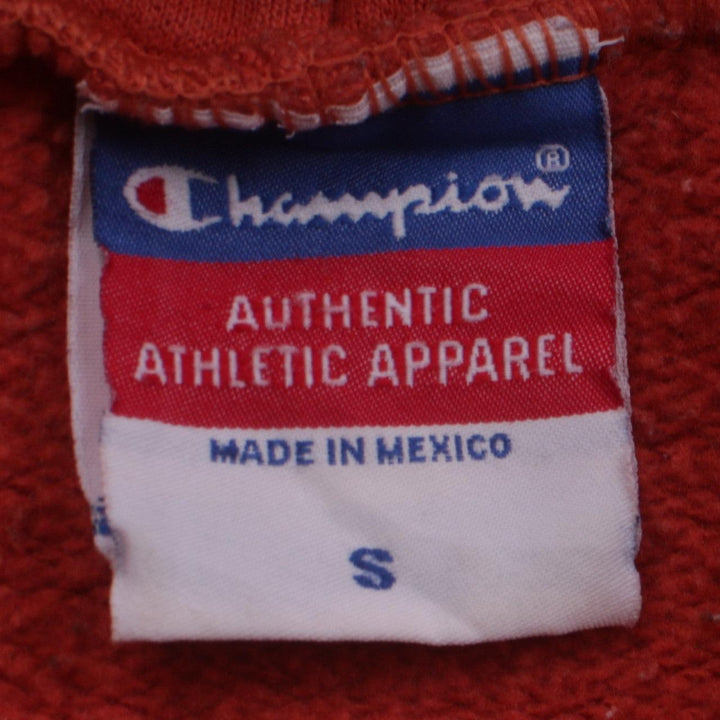 Champion®
AUTHENTIC
ATHLETIC APPAREL
MADE IN MEXICO
S